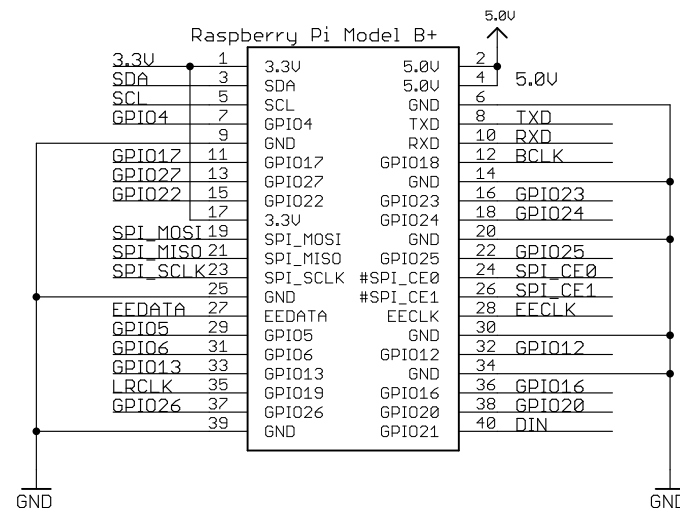 5.0V
Raspberry Pi Model B+
3.3V 1 3.3V 5.0V 2
SDA 3 SDA 5.0V 4 5.0V
SCL 5 SCL GND 6
GPIO4 7 GPIO4 TXD 8 TXD
9 GND RXD 10 RXD
GPIO17 11 GPIO17 GPIO18 12 BCLK
GPIO27 13 GPIO27 GND 14
GPIO22 15 GPIO22 GPIO23 16 GPIO23
17 3.3V GPIO24 18 GPIO24
SPI_MOSI 19 SPI_MOSI GND 20
SPI_MISO 21 SPI_MISO GPIO25 22 GPIO25
SPI_SCLK 23 SPI_SCLK #SPI_CE0 24 SPI_CE0
25 GND #SPI_CE1 26 SPI_CE1
EEDATA 27 EEDATA EECLK 28 EECLK
GPIO5 29 GPIO5 GND 30
GPIO6 31 GPIO6 GPIO12 32 GPIO12
GPIO13 33 GPIO13 GND 34
LRCLK 35 GPIO19 GPIO16 36 GPIO16
GPIO26 37 GPIO26 GPIO20 38 GPIO20
39 GND GPIO21 40 DIN
GND GND